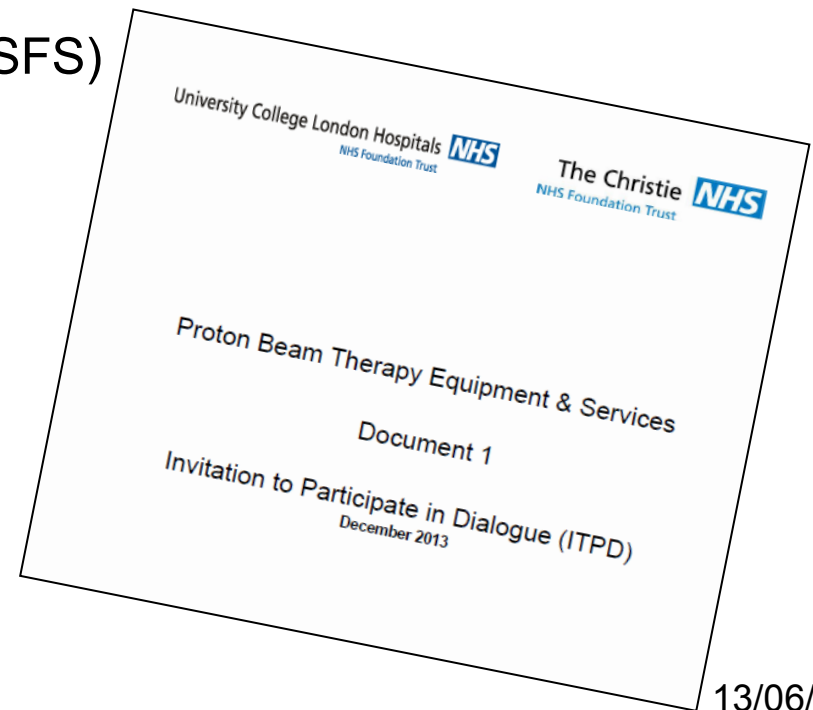 SFS)
University College London Hospitals NHS
NHS Foundation Trust
The Christie NHS
NHS Foundation Trust
Proton Beam Therapy Equipment & Services
Document 1
Invitation to Participate in Dialogue (ITPD)
December 2013
13/06/